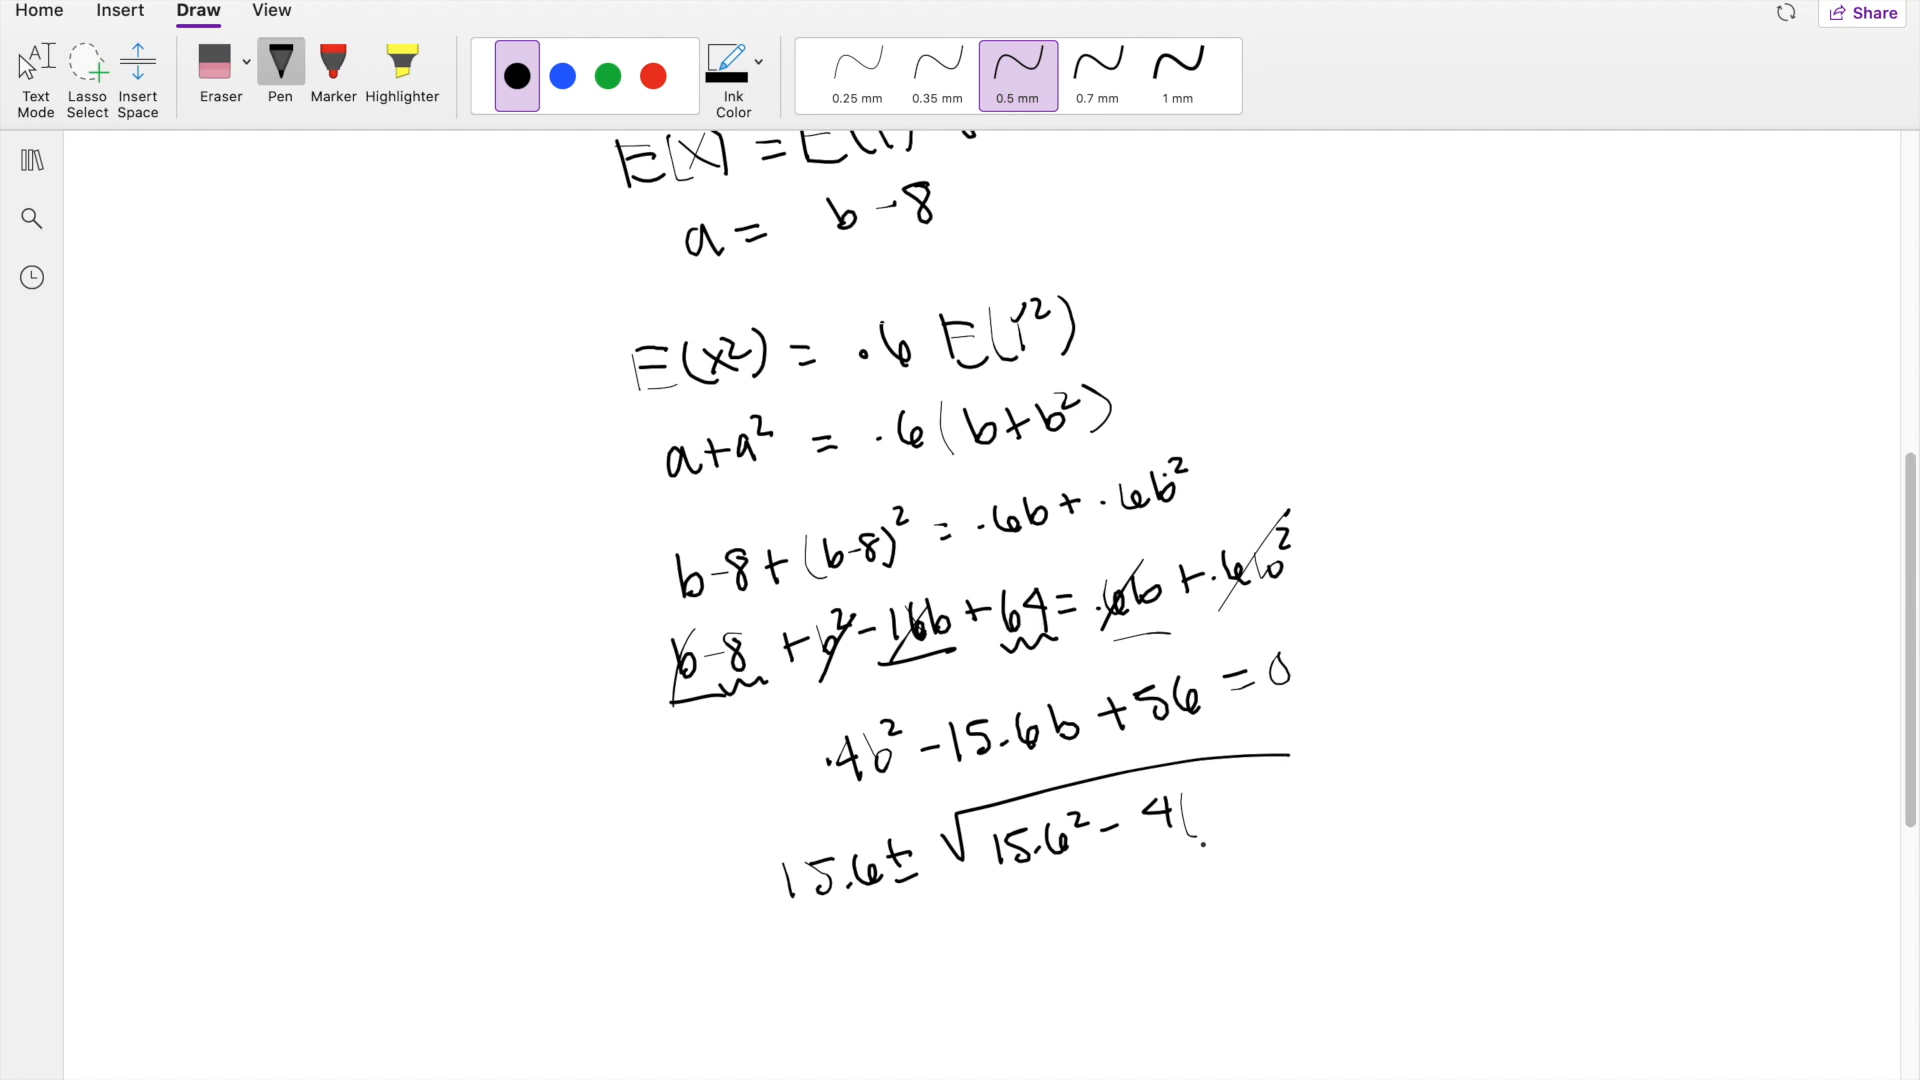 Home Insert Draw View Share
Text Mode Lasso Select Insert Space Eraser Pen Marker Highlighter Ink Color 0.25 mm 0.35 mm 0.5 mm 0.7 mm 1 mm
E(X) = E(Y)
a = b - 8
E(x²) = .6 E(Y²)
a + a² = .6(b + b²)
b - 8 + (b - 8)² = .6b + .6b²
b - 8 + b² - 16b + 64 = .6b + .6b²
.4b² - 15.6b + 56 = 0
15.6 ± √15.6² - 4(.